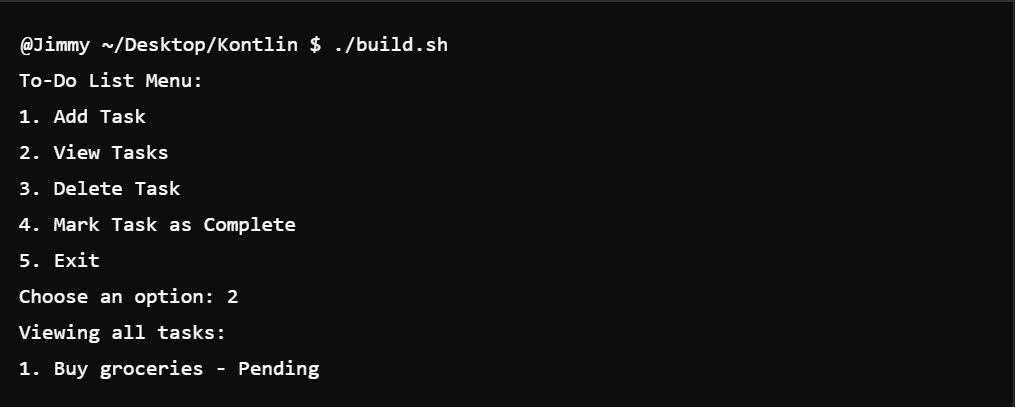 @Jimmy ~/Desktop/Kontlin $ ./build.sh
To-Do List Menu:
1. Add Task
2. View Tasks
3. Delete Task
4. Mark Task as Complete
5. Exit
Choose an option: 2
Viewing all tasks:
1. Buy groceries - Pending